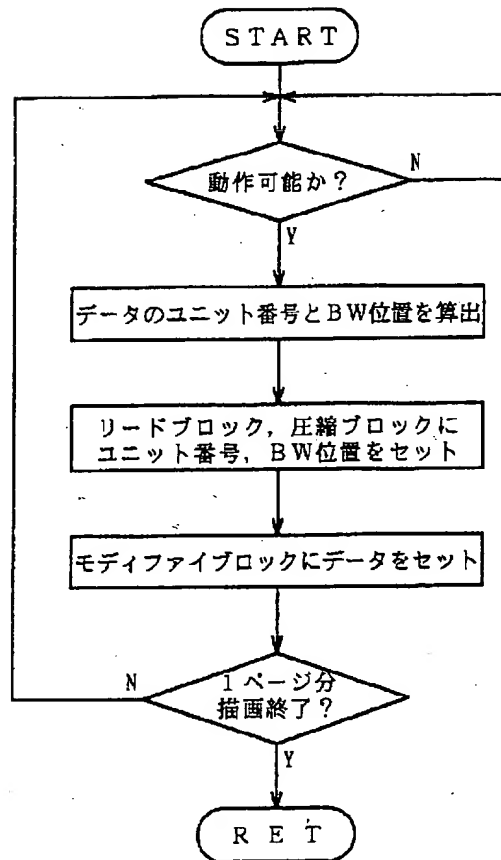 START
動作可能か?
N
Y
データのユニット番号とBW位置を算出
リードブロック,圧縮ブロックに
ユニット番号,BW位置をセット
モディファイブロックにデータをセット
N
1ページ分
描画終了?
Y
RET